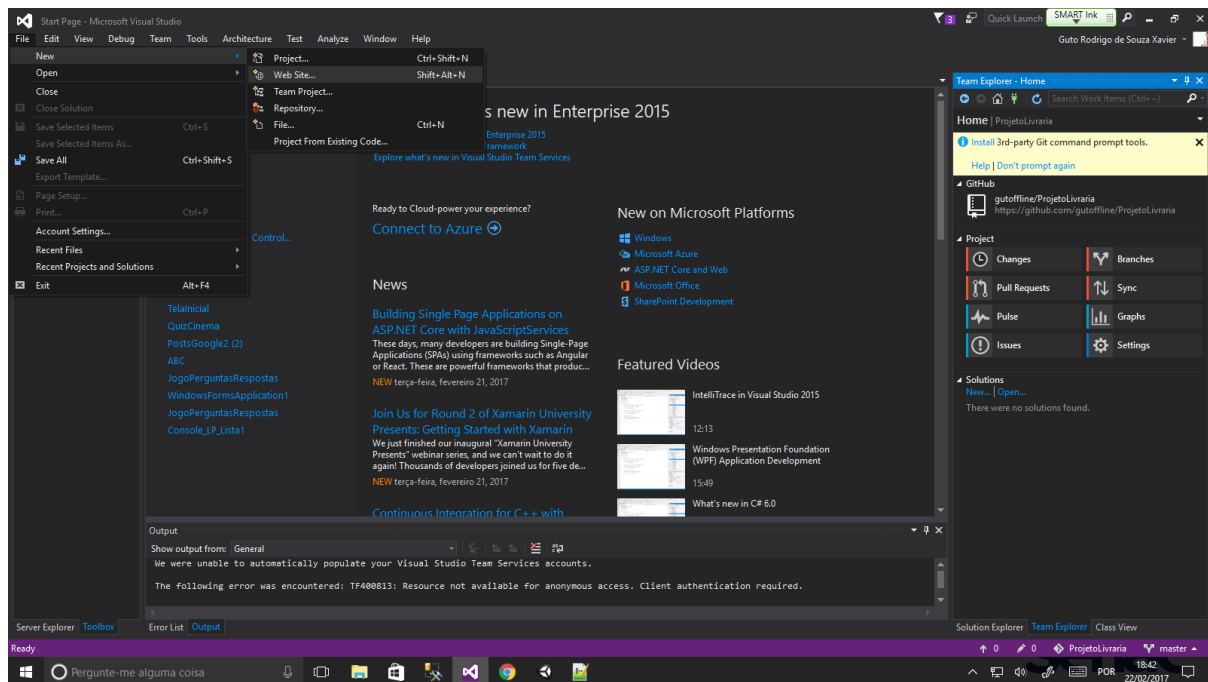 Start Page - Microsoft Visual Studio
3
Quick Launch
SMART Ink
File Edit View Debug Team Tools Architecture Test Analyze Window Help
Guto Rodrigo de Souza Xavier
New
Open
Close
Close Solution
Save Selected Items Ctrl+S
Save Selected Items As...
Save All Ctrl+Shift+S
Export Template...
Page Setup...
Print... Ctrl+P
Account Settings...
Recent Files
Recent Projects and Solutions
Exit Alt+F4
Project... Ctrl+Shift+N
Web Site... Shift+Alt+N
Team Project...
Repository...
File... Ctrl+N
Project From Existing Code...
Control...
TelaInicial
QuizCinema
PostsGoogle2 (2)
ABC
JogoPerguntasRespostas
WindowsFormsApplication1
JogoPerguntasRespostas
Console_LP_Lista1
s new in Enterprise 2015
Enterprise 2015
ramework
Explore what's new in Visual Studio Team Services
Ready to Cloud-power your experience?
Connect to Azure
News
Building Single Page Applications on
ASP.NET Core with JavaScriptServices
These days, many developers are building Single-Page
Applications (SPAs) using frameworks such as Angular
or React. These are powerful frameworks that produc...
NEW terça-feira, fevereiro 21, 2017
Join Us for Round 2 of Xamarin University
Presents: Getting Started with Xamarin
We just finished our inaugural "Xamarin University
Presents" webinar series, and we can't wait to do it
again! Thousands of developers joined us for five de...
NEW terça-feira, fevereiro 21, 2017
Continuous Integration for C++ with
New on Microsoft Platforms
Windows
Microsoft Azure
ASP.NET Core and Web
Microsoft Office
SharePoint Development
Featured Videos
IntelliTrace in Visual Studio 2015
12:13
Windows Presentation Foundation
(WPF) Application Development
15:49
What's new in C# 6.0
Team Explorer - Home
Search Work Items (Ctrl+-)
Home | ProjetoLivraria
Install 3rd-party Git command prompt tools.
Help | Don't prompt again
GitHub
gutoffline/ProjetoLivraria
https://github.com/gutoffline/ProjetoLivraria
Project
Changes Branches
Pull Requests Sync
Pulse Graphs
Issues Settings
Solutions
New... | Open...
There were no solutions found.
Output
Show output from: General
We were unable to automatically populate your Visual Studio Team Services accounts.
The following error was encountered: TF400813: Resource not available for anonymous access. Client authentication required.
Server Explorer Toolbox Error List Output Solution Explorer Team Explorer Class View
Ready
0 0 ProjetoLivraria master
Pergunte-me alguma coisa
POR
18:42
22/02/2017